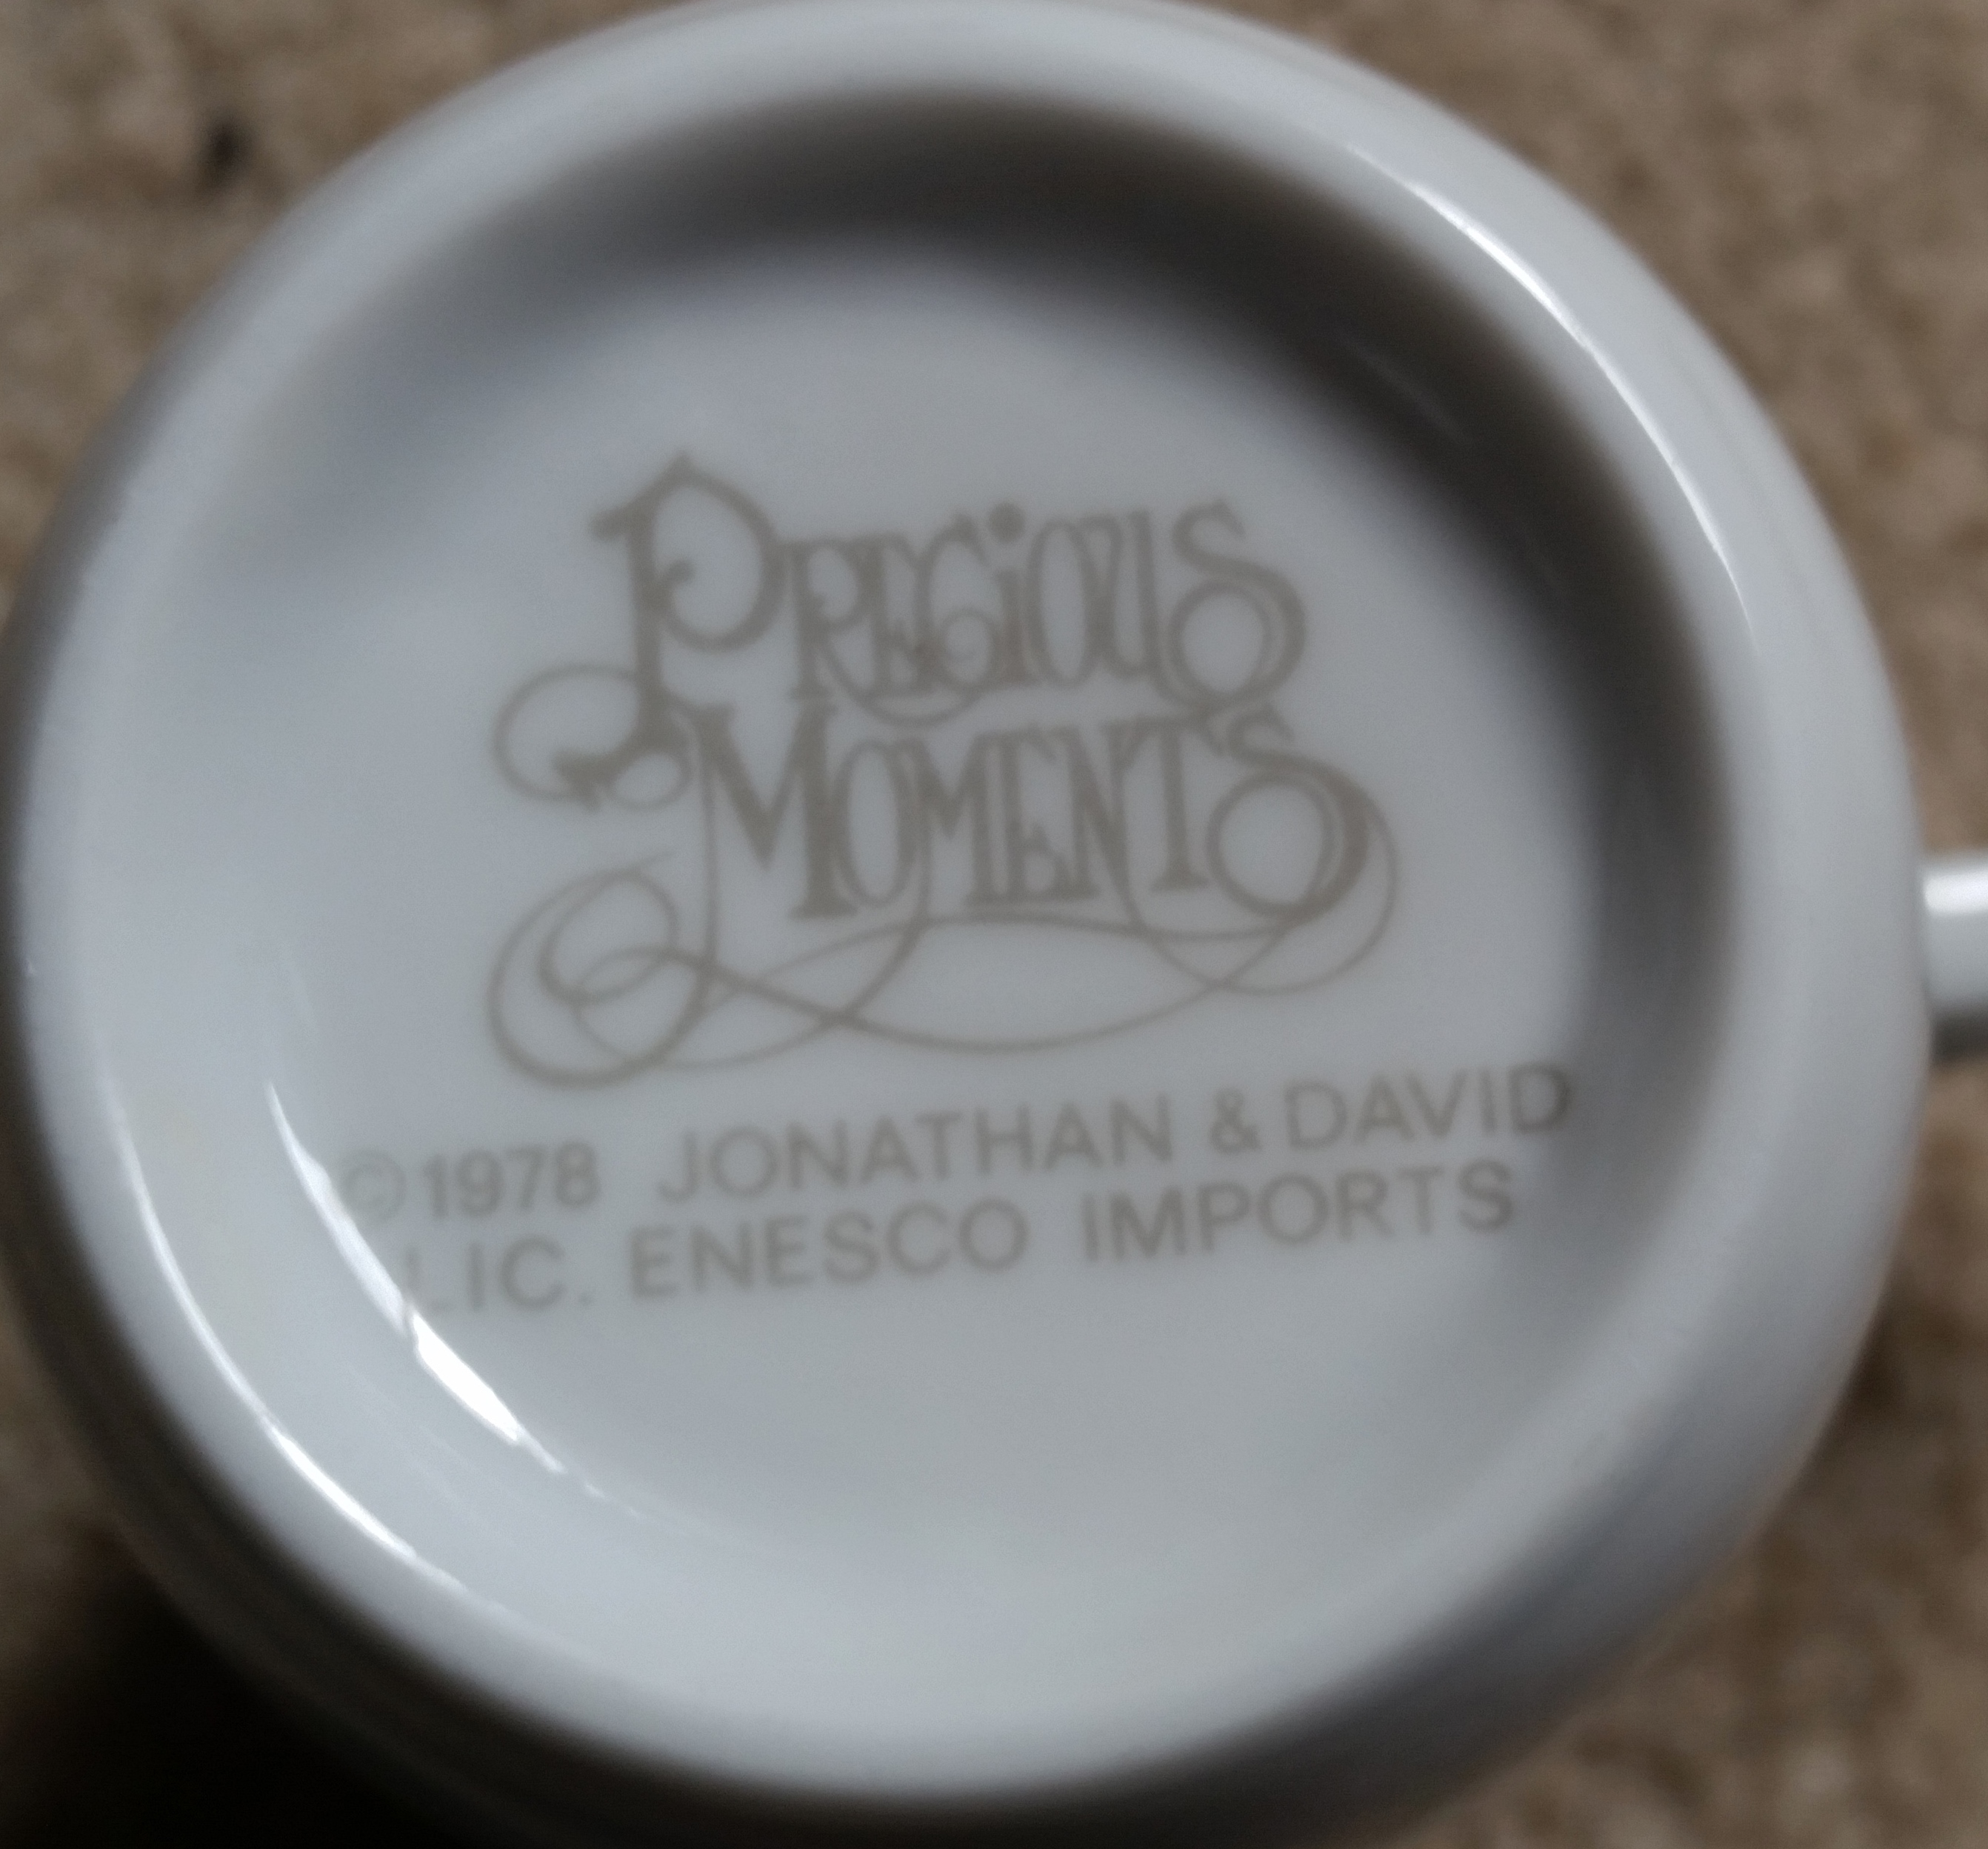 PRECIOUS
MOMENTS
©1978 JONATHAN & DAVID
LIC. ENESCO IMPORTS